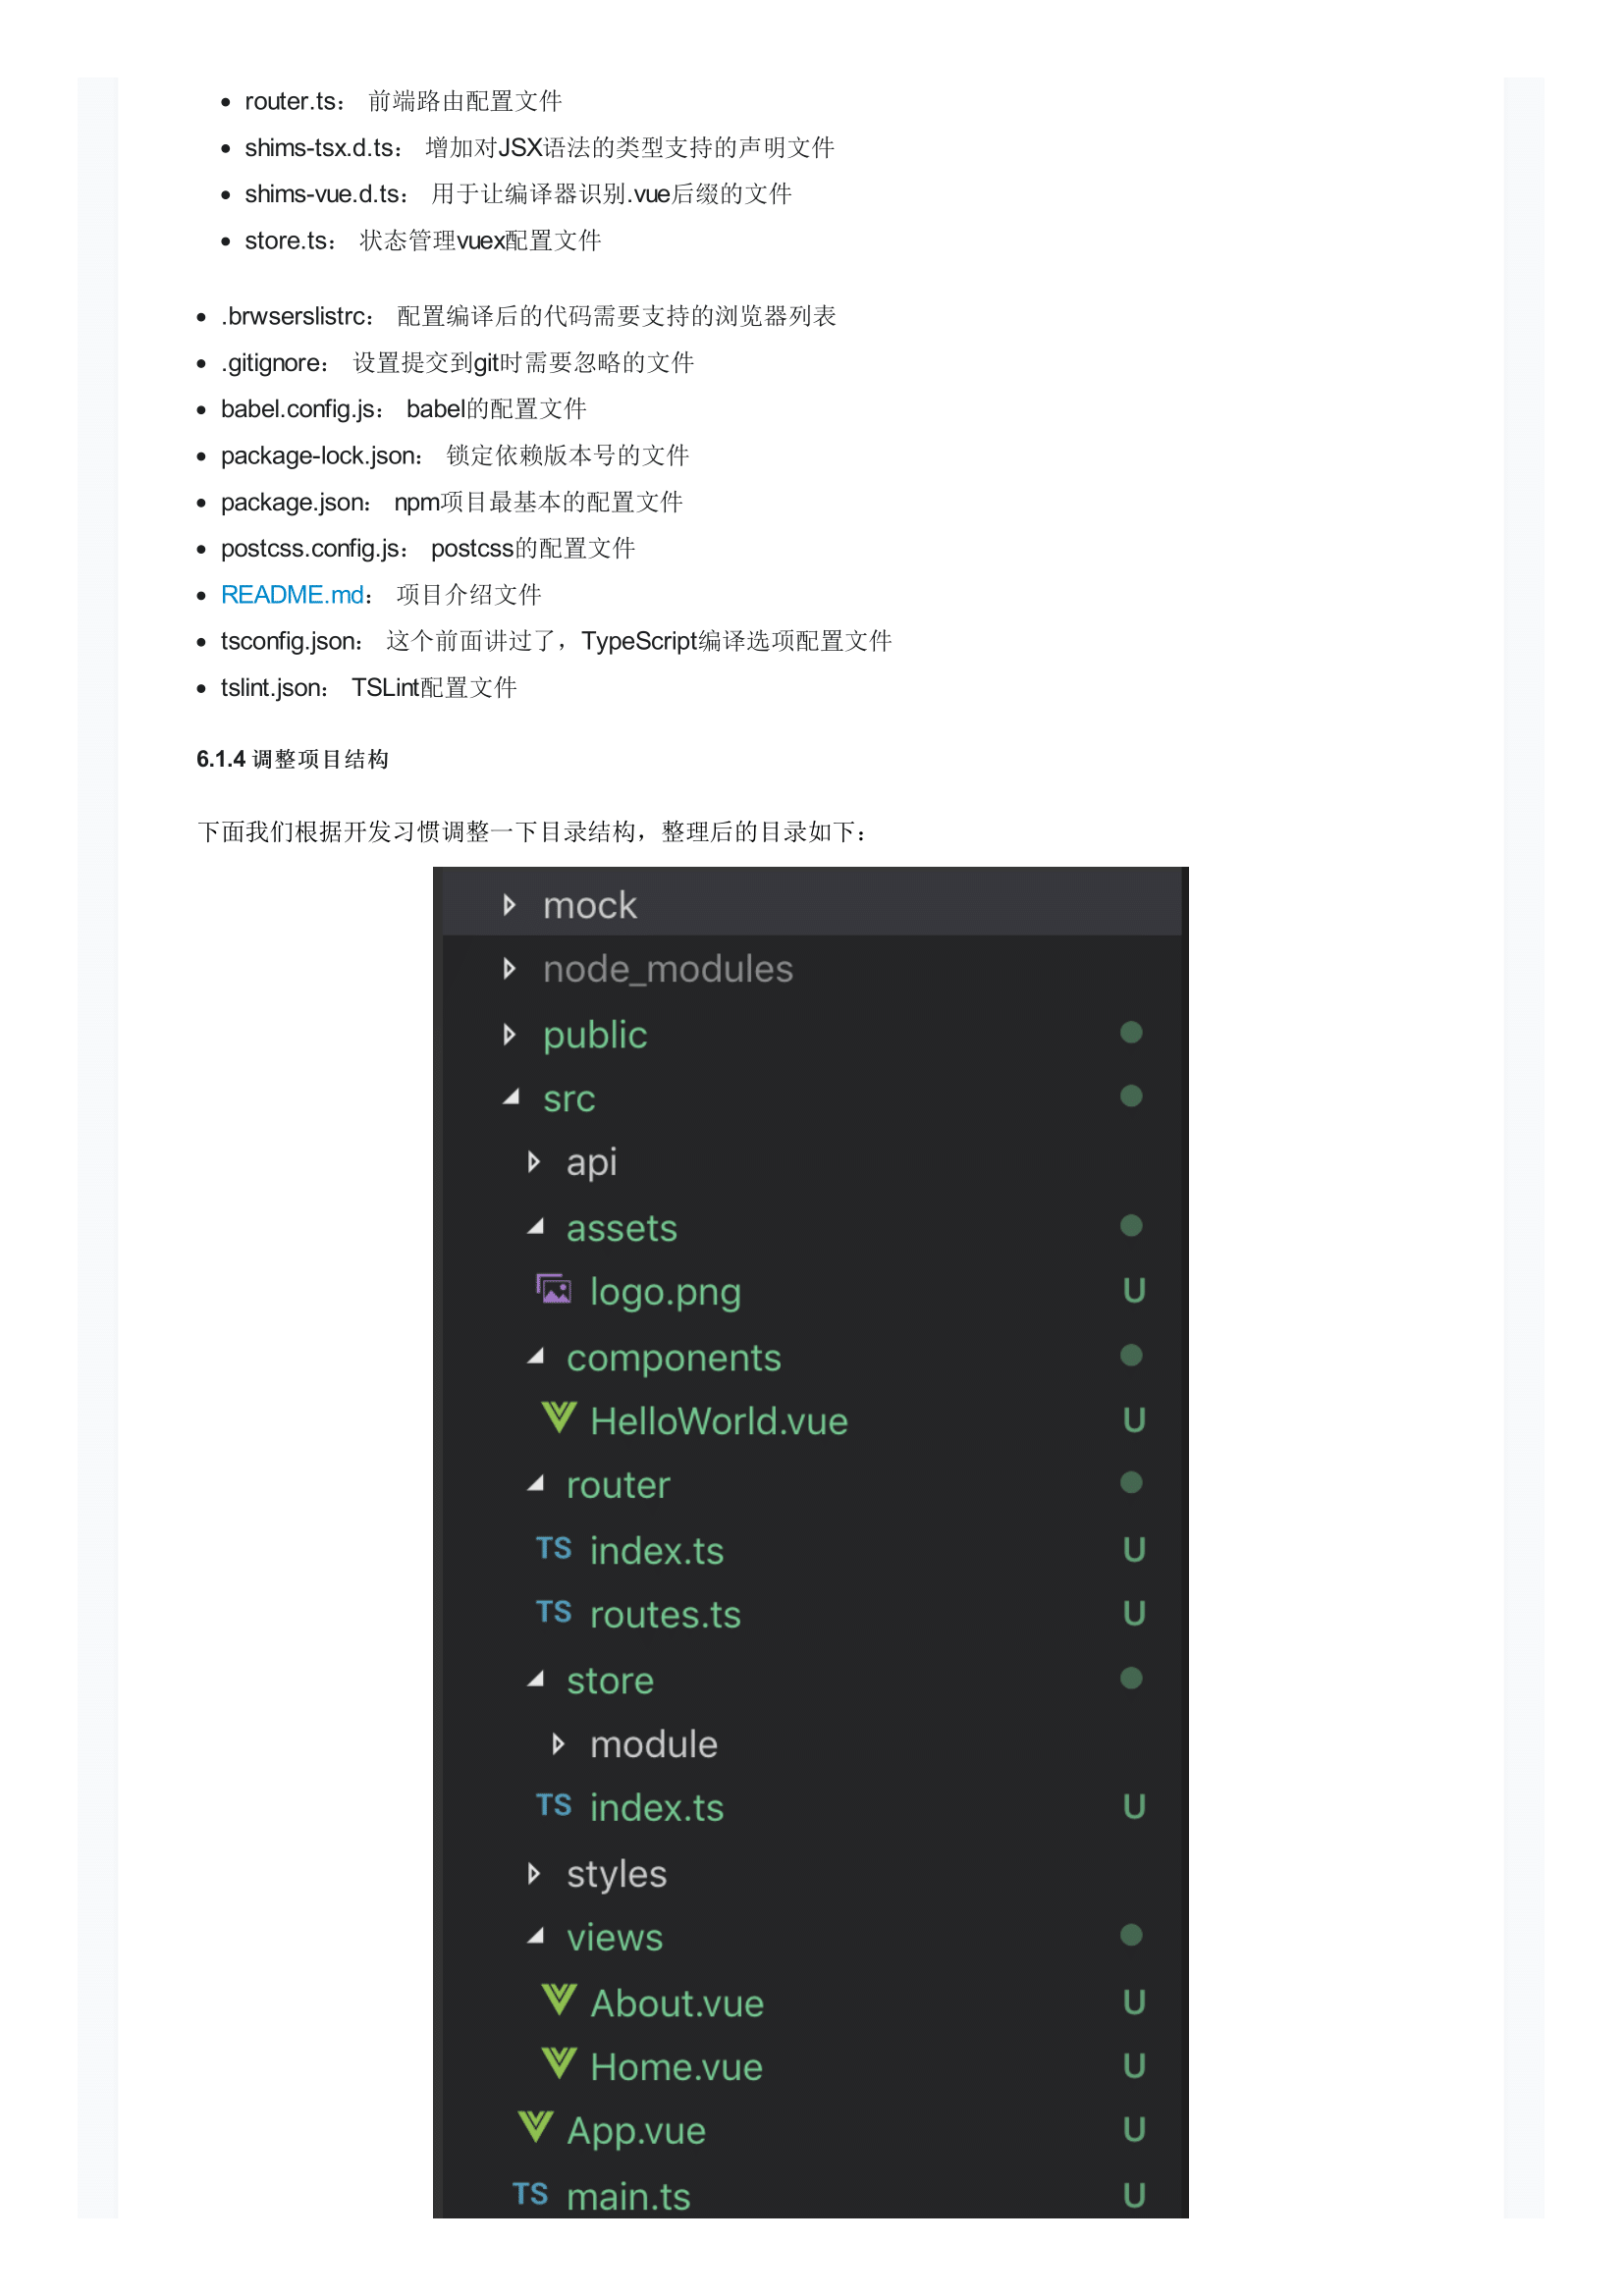 router.ts： 前端路由配置文件
shims-tsx.d.ts： 增加对JSX语法的类型支持的声明文件
shims-vue.d.ts： 用于让编译器识别.vue后缀的文件
store.ts： 状态管理vuex配置文件
.brwserslistrc： 配置编译后的代码需要支持的浏览器列表
.gitignore： 设置提交到git时需要忽略的文件
babel.config.js： babel的配置文件
package-lock.json： 锁定依赖版本号的文件
package.json： npm项目最基本的配置文件
postcss.config.js： postcss的配置文件
README.md： 项目介绍文件
tsconfig.json： 这个前面讲过了，TypeScript编译选项配置文件
tslint.json： TSLint配置文件
6.1.4 调整项目结构
下面我们根据开发习惯调整一下目录结构，整理后的目录如下：
mock
node_modules
public
src
api
assets
logo.png U
components
HelloWorld.vue U
router
TS index.ts U
TS routes.ts U
store
module
TS index.ts U
styles
views
About.vue U
Home.vue U
App.vue U
TS main.ts U